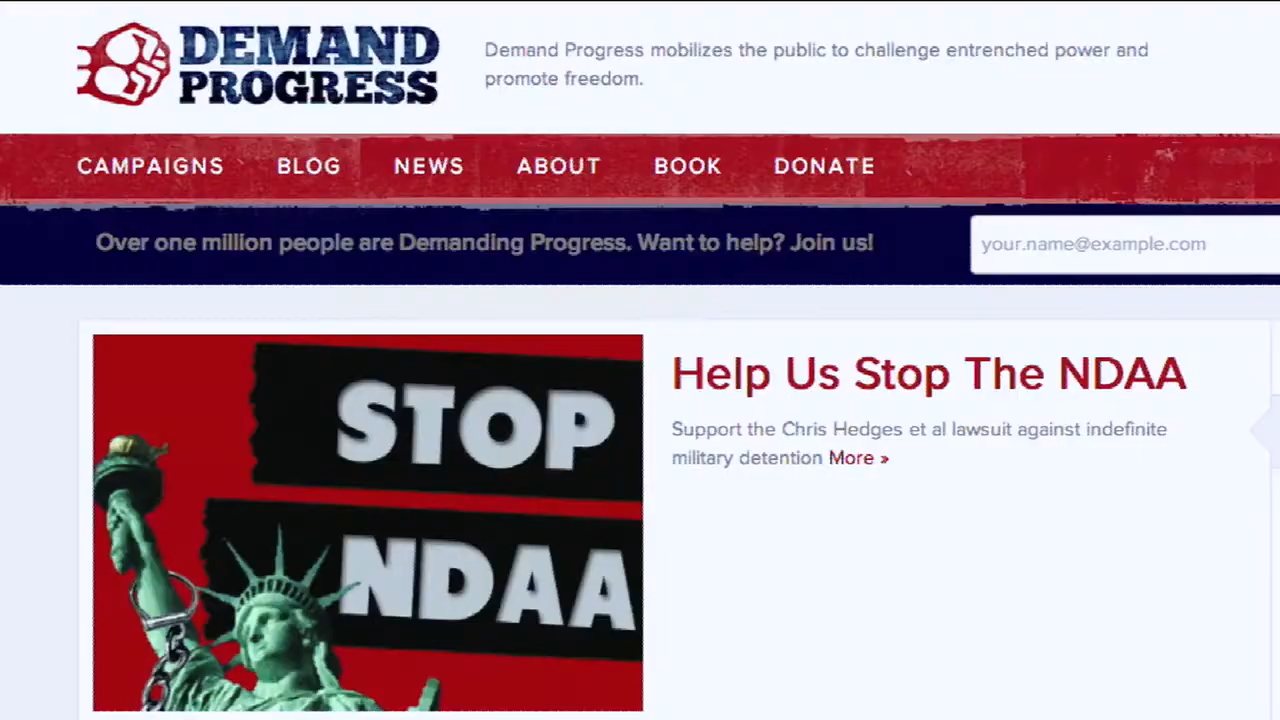 DEMAND
PROGRESS
Demand Progress mobilizes the public to challenge entrenched power and
promote freedom.
CAMPAIGNS BLOG NEWS ABOUT BOOK DONATE
Over one million people are Demanding Progress. Want to help? Join us!
your.name@example.com
STOP
NDAA
Help Us Stop The NDAA
Support the Chris Hedges et al lawsuit against indefinite
military detention More »